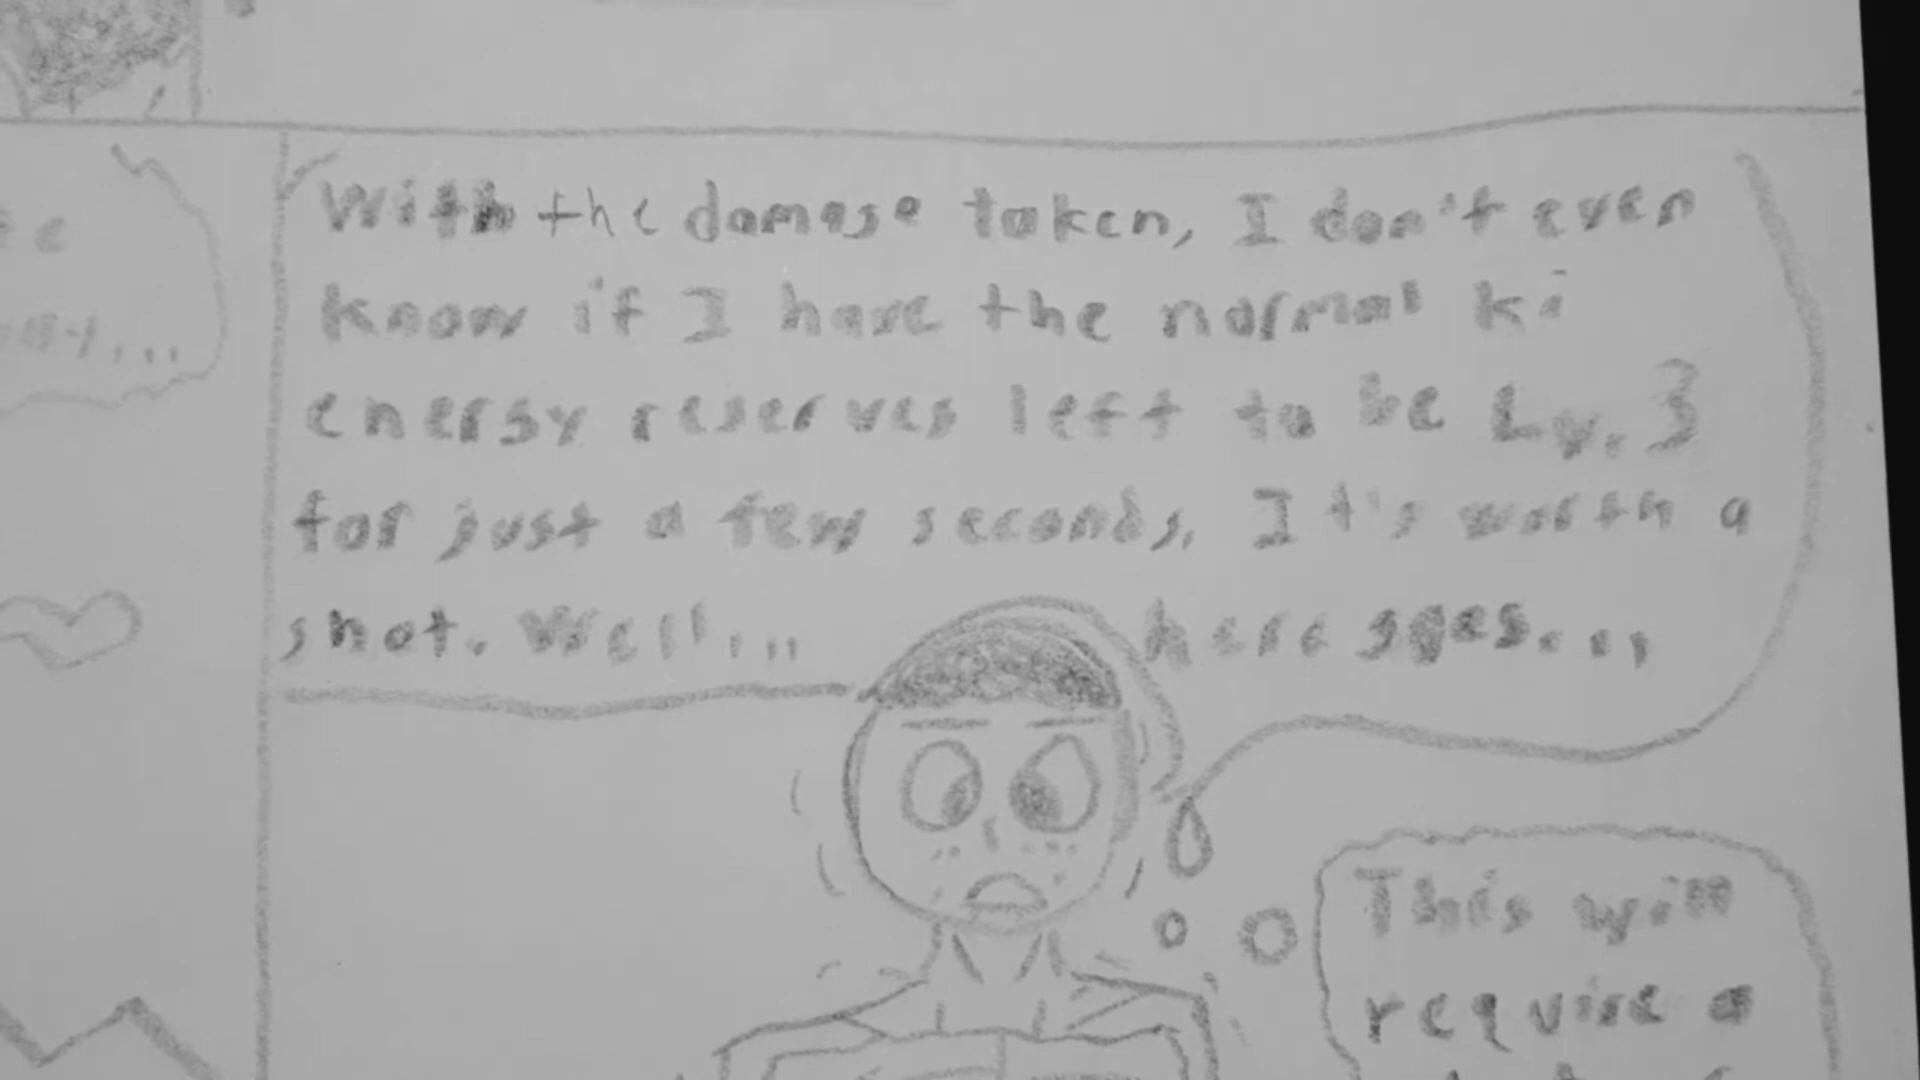 With the damage taken, I don't even
know if I have the normal ki
energy reserves left to be Lv. 3
for just a few seconds. It's worth a
shot. Well... here goes...
This will
require a